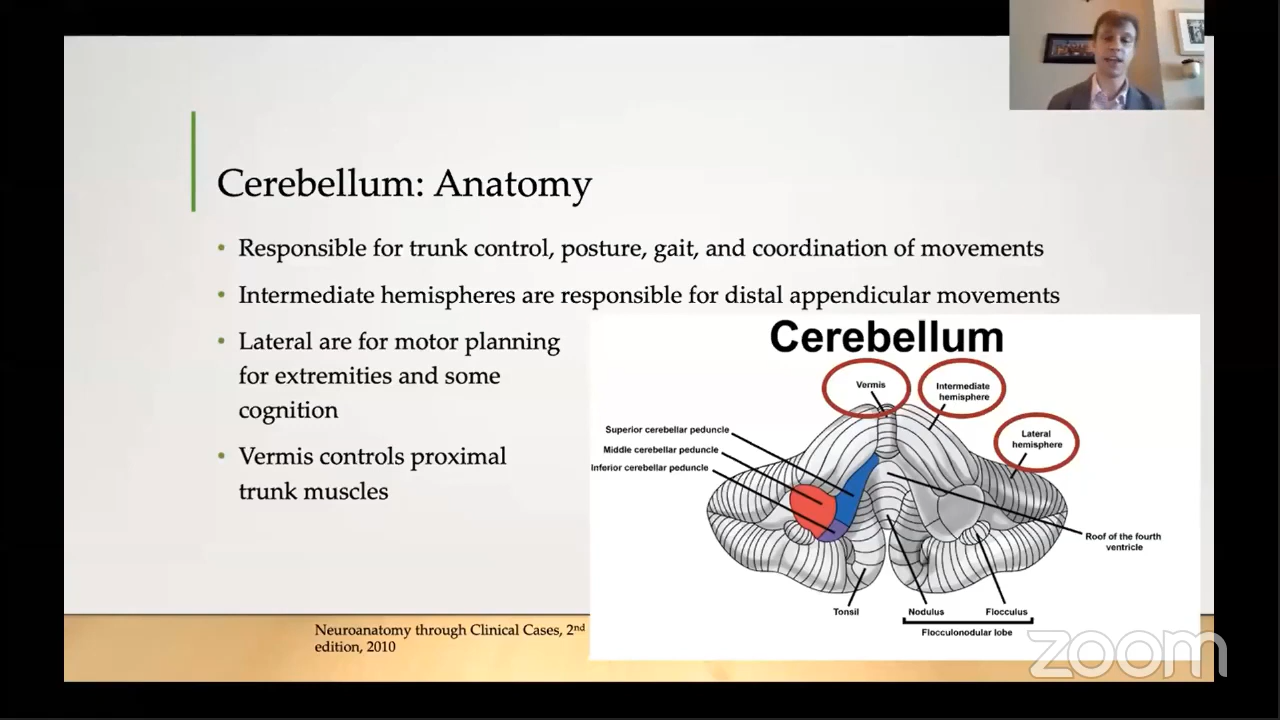 Cerebellum: Anatomy
• Responsible for trunk control, posture, gait, and coordination of movements
• Intermediate hemispheres are responsible for distal appendicular movements
• Lateral are for motor planning
for extremities and some
cognition
• Vermis controls proximal
trunk muscles
Cerebellum
Vermis
Intermediate
hemisphere
Lateral
hemisphere
Superior cerebellar peduncle
Middle cerebellar peduncle
Inferior cerebellar peduncle
Roof of the fourth
ventricle
Tonsil
Nodulus
Flocculus
Flocculonodular lobe
Neuroanatomy through Clinical Cases, 2nd
edition, 2010
zoom